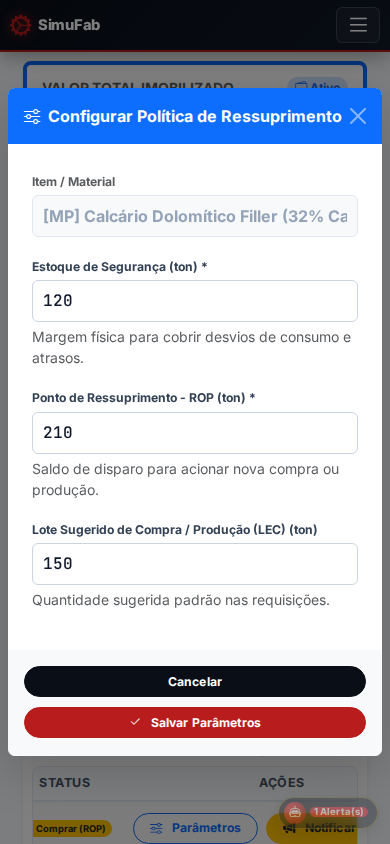 SimuFab
VALOR TOTAL IMOBILIZADO
Ativo
Configurar Política de Ressuprimento
Item / Material
[MP] Calcário Dolomítico Filler (32% Ca
Estoque de Segurança (ton) *
120
Margem física para cobrir desvios de consumo e
atrasos.
Ponto de Ressuprimento - ROP (ton) *
210
Saldo de disparo para acionar nova compra ou
produção.
Lote Sugerido de Compra / Produção (LEC) (ton)
150
Quantidade sugerida padrão nas requisições.
Cancelar
Salvar Parâmetros
STATUS AÇÕES
1 Alerta(s)
Comprar (ROP) Parâmetros Notificar